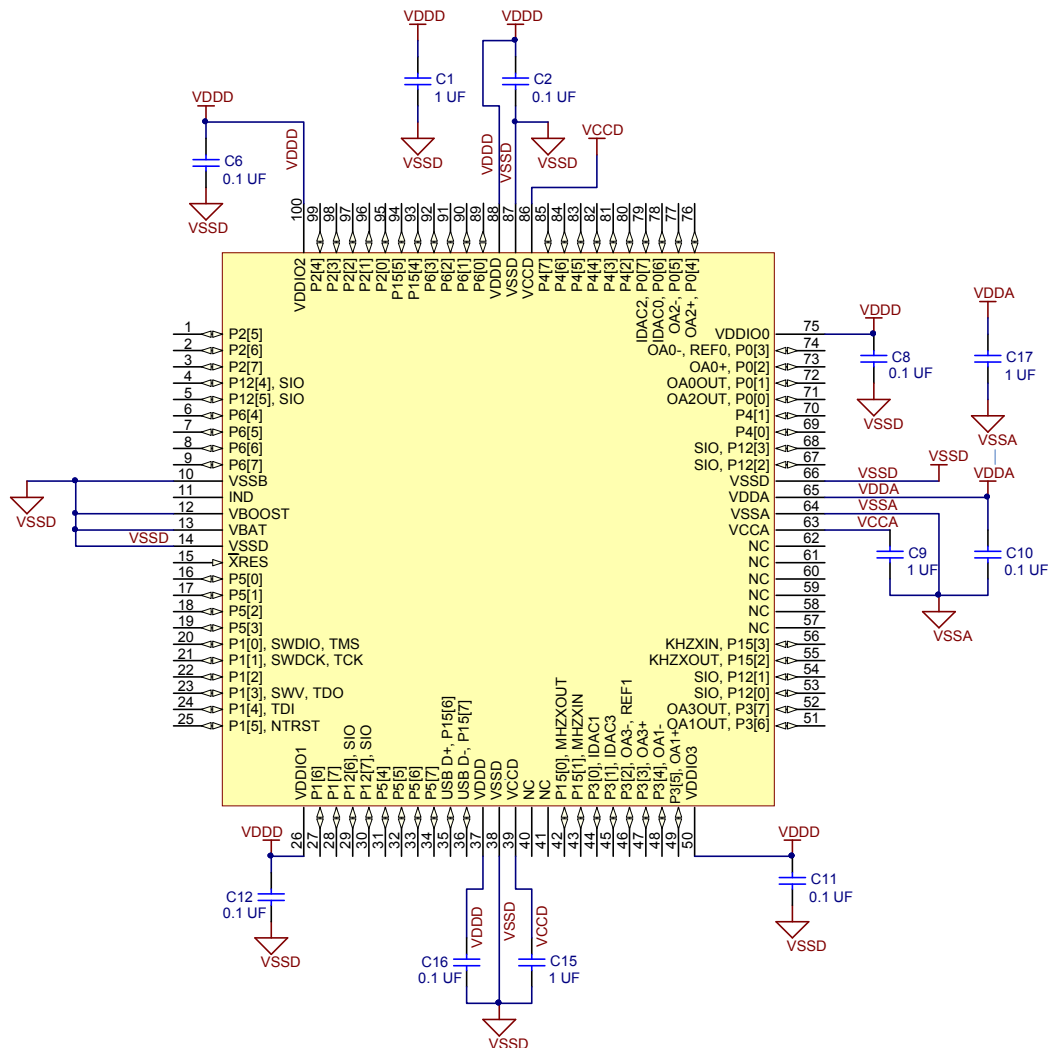 VDDD
VDDD
C1
1 UF
C2
0.1 UF
VSSD
VSSD
VDDD
VSSD
VCCD
VDDD
VDDD
C6
0.1 UF
VSSD
100
99
98
97
96
95
94
93
92
91
90
89
88
87
86
85
84
83
82
81
80
79
78
77
76
VDDIO2
P2[4]
P2[3]
P2[2]
P2[1]
P2[0]
P15[5]
P15[4]
P6[3]
P6[2]
P6[1]
P6[0]
VDDD
VSSD
VCCD
P4[7]
P4[6]
P4[5]
P4[4]
P4[3]
P4[2]
IDAC2, P0[7]
IDAC0, P0[6]
OA2-, P0[5]
OA2+, P0[4]
1 P2[5]
2 P2[6]
3 P2[7]
4 P12[4], SIO
5 P12[5], SIO
6 P6[4]
7 P6[5]
8 P6[6]
9 P6[7]
10 VSSB
11 IND
12 VBOOST
13 VBAT
VSSD 14 VSSD
15 XRES
16 P5[0]
17 P5[1]
18 P5[2]
19 P5[3]
20 P1[0], SWDIO, TMS
21 P1[1], SWDCK, TCK
22 P1[2]
23 P1[3], SWV, TDO
24 P1[4], TDI
25 P1[5], NTRST
VSSD
VDDIO0 75
OA0-, REF0, P0[3] 74
OA0+, P0[2] 73
OA0OUT, P0[1] 72
OA2OUT, P0[0] 71
P4[1] 70
P4[0] 69
SIO, P12[3] 68
SIO, P12[2] 67
VSSD 66 VSSD
VDDA 65 VDDA
VSSA 64 VSSA
VCCA 63 VCCA
NC 62
NC 61
NC 60
NC 59
NC 58
NC 57
KHZXIN, P15[3] 56
KHZXOUT, P15[2] 55
SIO, P12[1] 54
SIO, P12[0] 53
OA3OUT, P3[7] 52
OA1OUT, P3[6] 51
VDDD
C8
0.1 UF
VSSD
VDDA
C17
1 UF
VSSA
VSSD
VDDA
C9
1 UF
C10
0.1 UF
VSSA
VDDIO1
P1[6]
P1[7]
P12[6], SIO
P12[7], SIO
P5[4]
P5[5]
P5[6]
P5[7]
USB D+, P15[6]
USB D-, P15[7]
VDDD
VSSD
VCCD
NC
NC
P15[0], MHZXOUT
P15[1], MHZXIN
P3[0], IDAC1
P3[1], IDAC3
P3[2], OA3-, REF1
P3[3], OA3+
P3[4], OA1-
P3[5], OA1+
VDDIO3
26
27
28
29
30
31
32
33
34
35
36
37
38
39
40
41
42
43
44
45
46
47
48
49
50
VDDD
C12
0.1 UF
VSSD
VDDD
VSSD
VCCD
C16
0.1 UF
C15
1 UF
VSSD
VDDD
C11
0.1 UF
VSSD